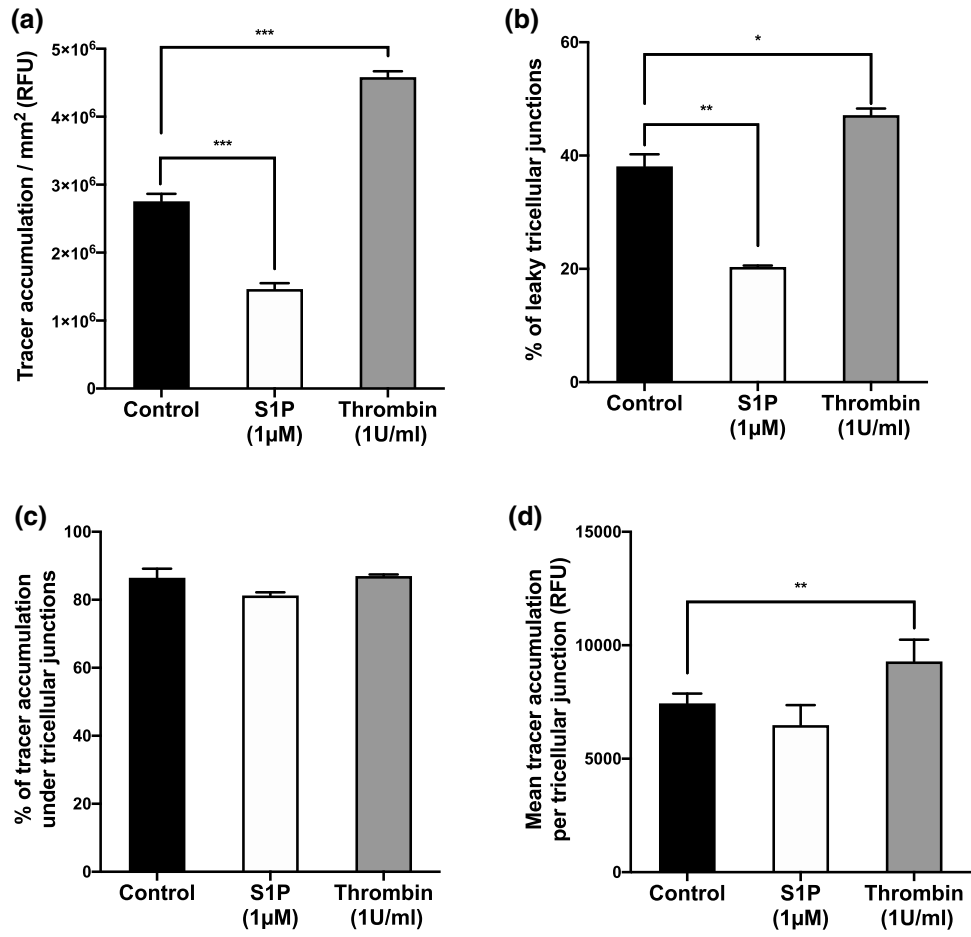 (a)
Tracer accumulation / mm² (RFU)
5×10⁶
4×10⁶
3×10⁶
2×10⁶
1×10⁶
0
***
***
Control
S1P
(1µM)
Thrombin
(1U/ml)
(b)
% of leaky tricellular junctions
60
40
20
0
*
**
Control
S1P
(1µM)
Thrombin
(1U/ml)
(c)
% of tracer accumulation
under tricellular junctions
100
80
60
40
20
0
Control
S1P
(1µM)
Thrombin
(1U/ml)
(d)
Mean tracer accumulation
per tricellular junction (RFU)
15000
10000
5000
0
**
Control
S1P
(1µM)
Thrombin
(1U/ml)